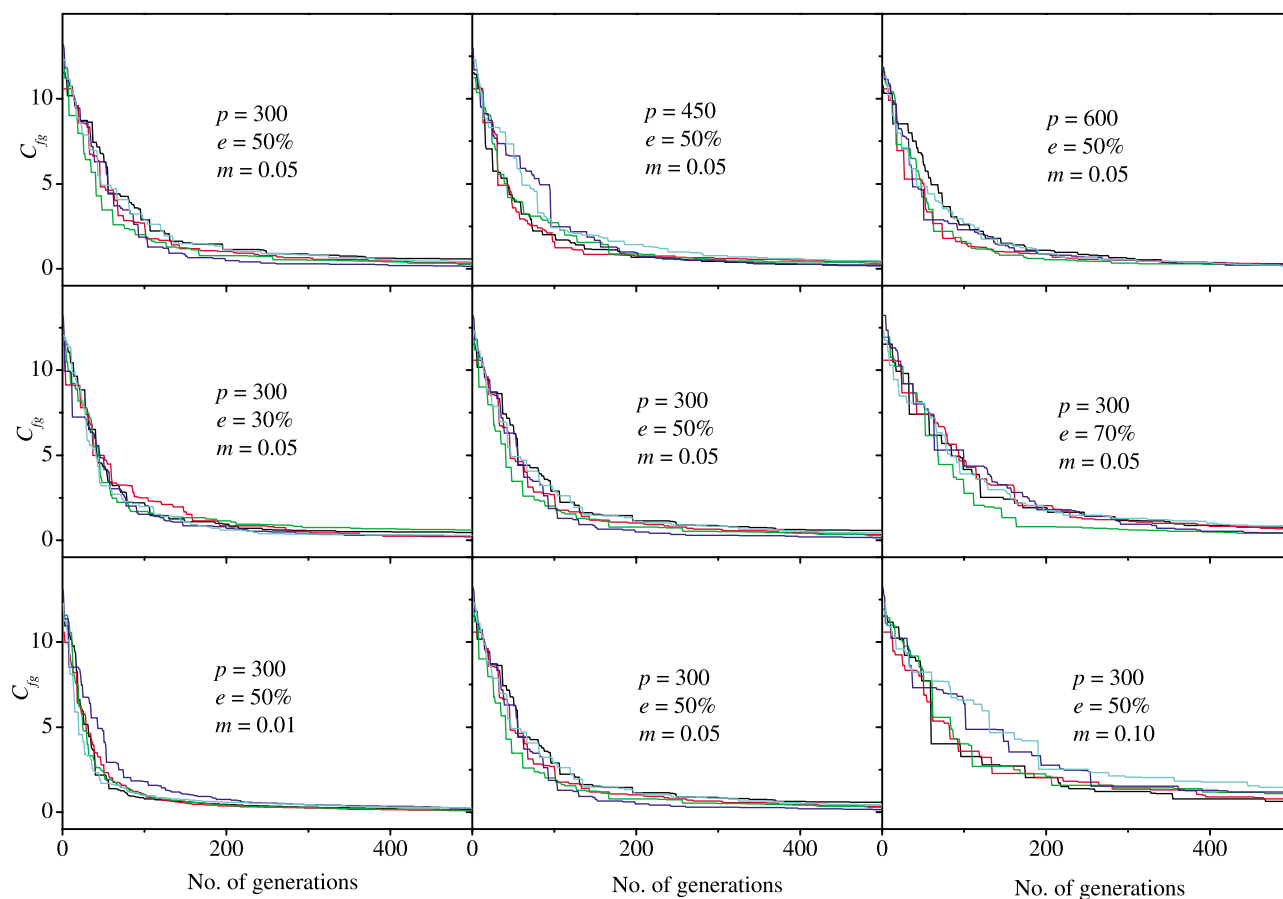 10
5
0
C_fg
p = 300
e = 50%
m = 0.05
p = 450
e = 50%
m = 0.05
p = 600
e = 50%
m = 0.05
10
5
0
C_fg
p = 300
e = 30%
m = 0.05
p = 300
e = 50%
m = 0.05
p = 300
e = 70%
m = 0.05
10
5
0
C_fg
p = 300
e = 50%
m = 0.01
p = 300
e = 50%
m = 0.05
p = 300
e = 50%
m = 0.10
0 200 400
0 200 400
0 200 400
No. of generations
No. of generations
No. of generations